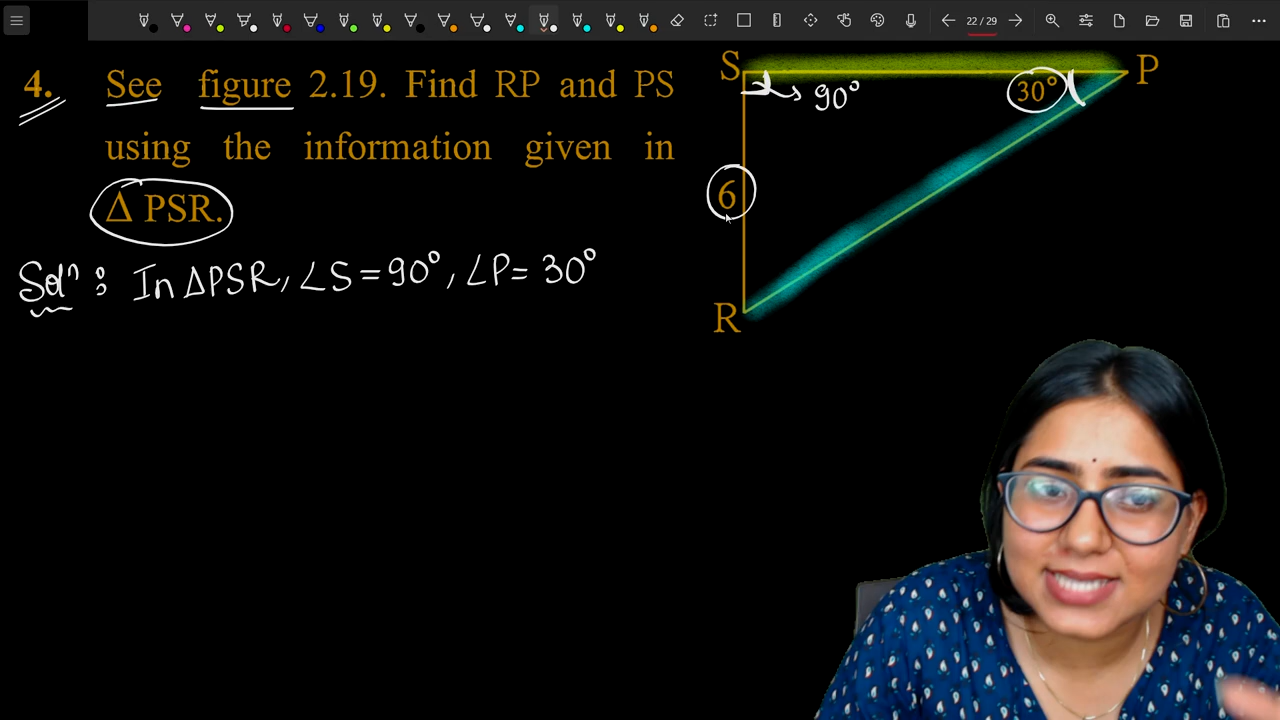 22 / 29
4. See figure 2.19. Find RP and PS
using the information given in
Δ PSR.
Solⁿ : In ΔPSR, ∠S = 90°, ∠P = 30°
S
P
90°
30°
6
R